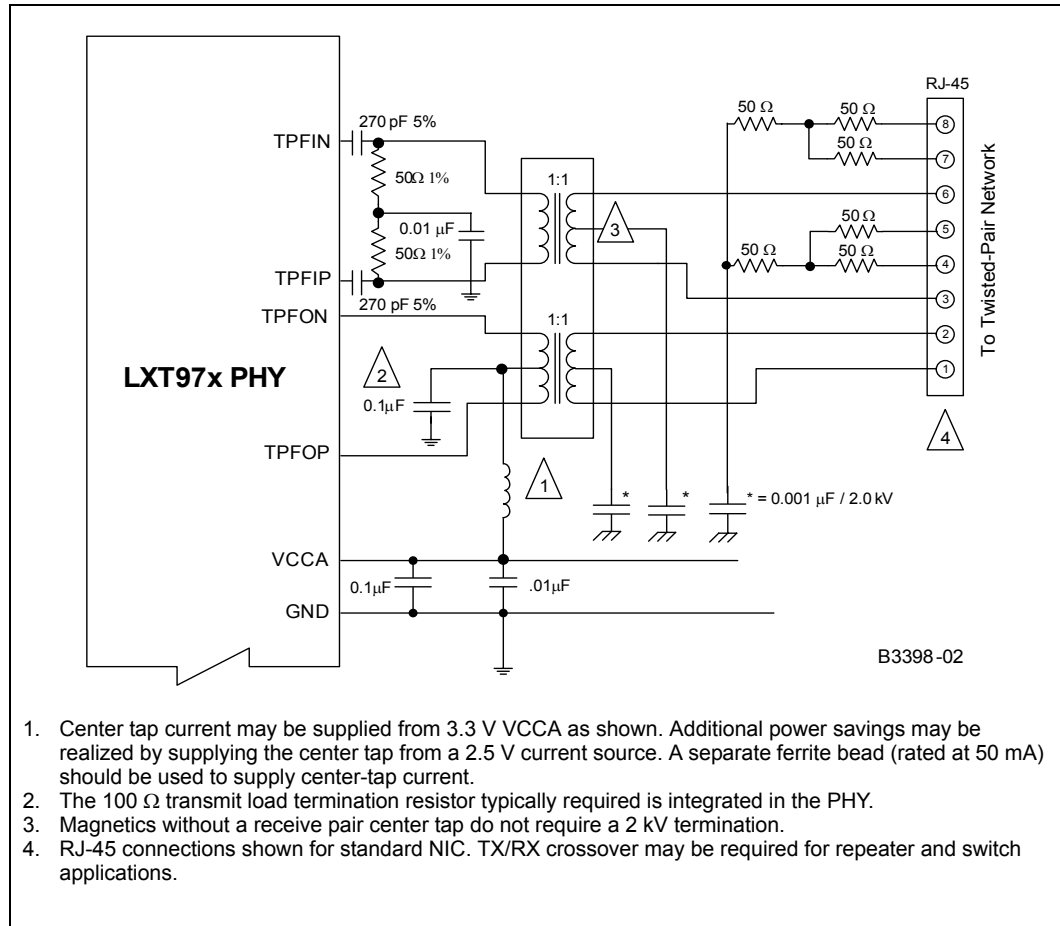 RJ-45
50 Ω
50 Ω
8
270 pF 5%
TPFIN
50 Ω
7
50Ω 1%
1:1
6
3
50 Ω
5
0.01 μF
50Ω 1%
50 Ω
50 Ω
4
To Twisted-Pair Network
TPFIP
270 pF 5%
3
TPFON
1:1
2
LXT97x PHY
2
1
0.1μF
4
TPFOP
1
*
*
* = 0.001 μF / 2.0 kV
VCCA
0.1μF
.01μF
GND
B3398-02
1. Center tap current may be supplied from 3.3 V VCCA as shown. Additional power savings may be
realized by supplying the center tap from a 2.5 V current source. A separate ferrite bead (rated at 50 mA)
should be used to supply center-tap current.
2. The 100 Ω transmit load termination resistor typically required is integrated in the PHY.
3. Magnetics without a receive pair center tap do not require a 2 kV termination.
4. RJ-45 connections shown for standard NIC. TX/RX crossover may be required for repeater and switch
applications.